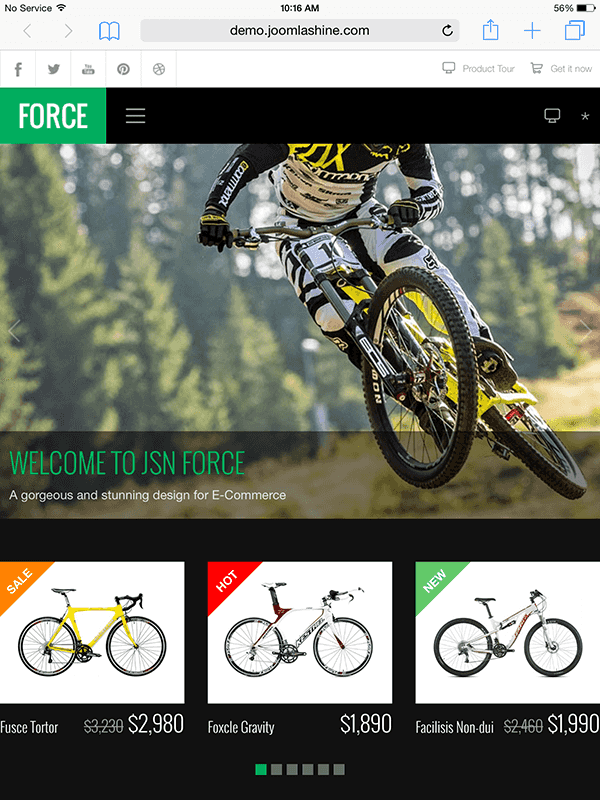 No Service 10:16 AM 56%
demo.joomlashine.com
Product Tour Get it now
FORCE
WELCOME TO JSN FORCE
A gorgeous and stunning design for E-Commerce
SALE HOT NEW
KESTREL
Fusce Tortor $3,230 $2,980 Foxcle Gravity $1,890 Facilisis Non-dui $2,460 $1,990